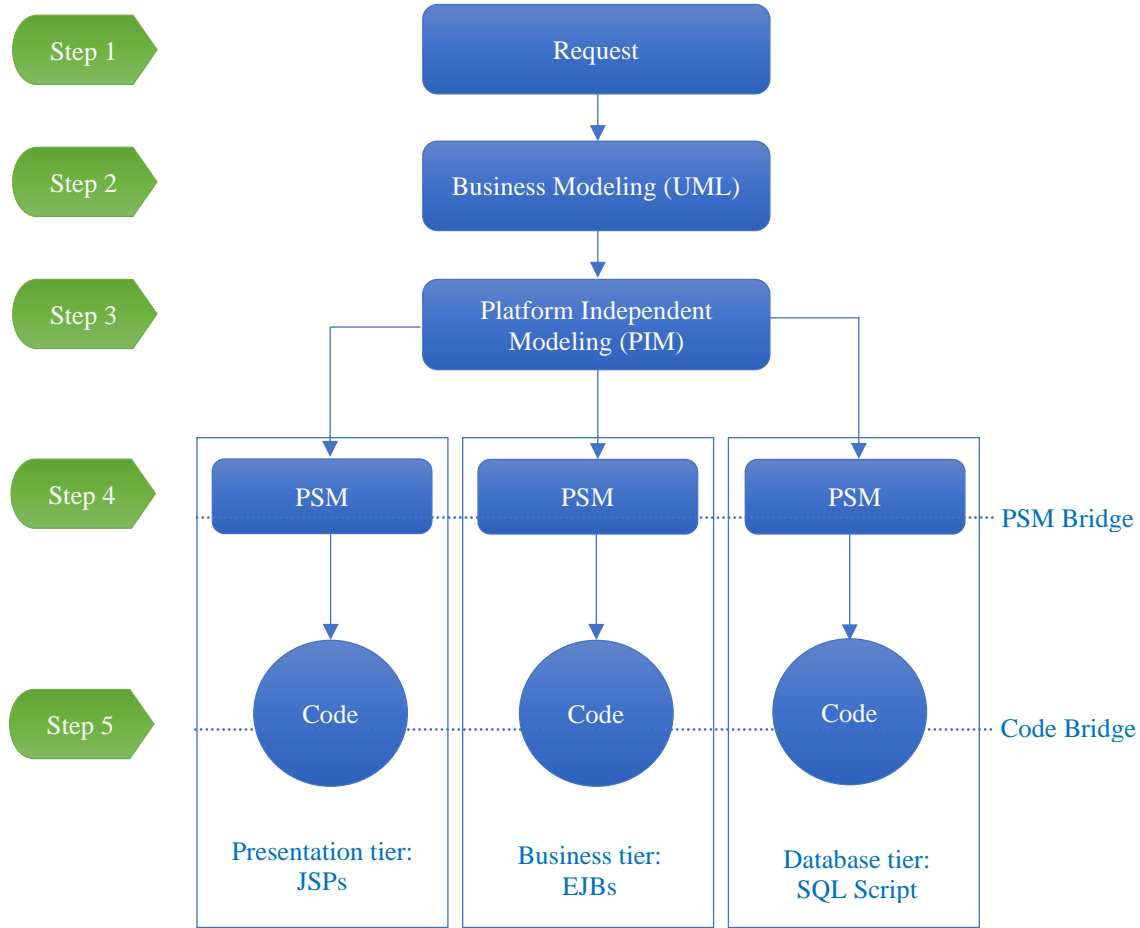 Step 1
Request
Step 2
Business Modeling (UML)
Step 3
Platform Independent
Modeling (PIM)
Step 4
PSM
PSM
PSM
PSM Bridge
Step 5
Code
Code
Code
Code Bridge
Presentation tier:
JSPs
Business tier:
EJBs
Database tier:
SQL Script